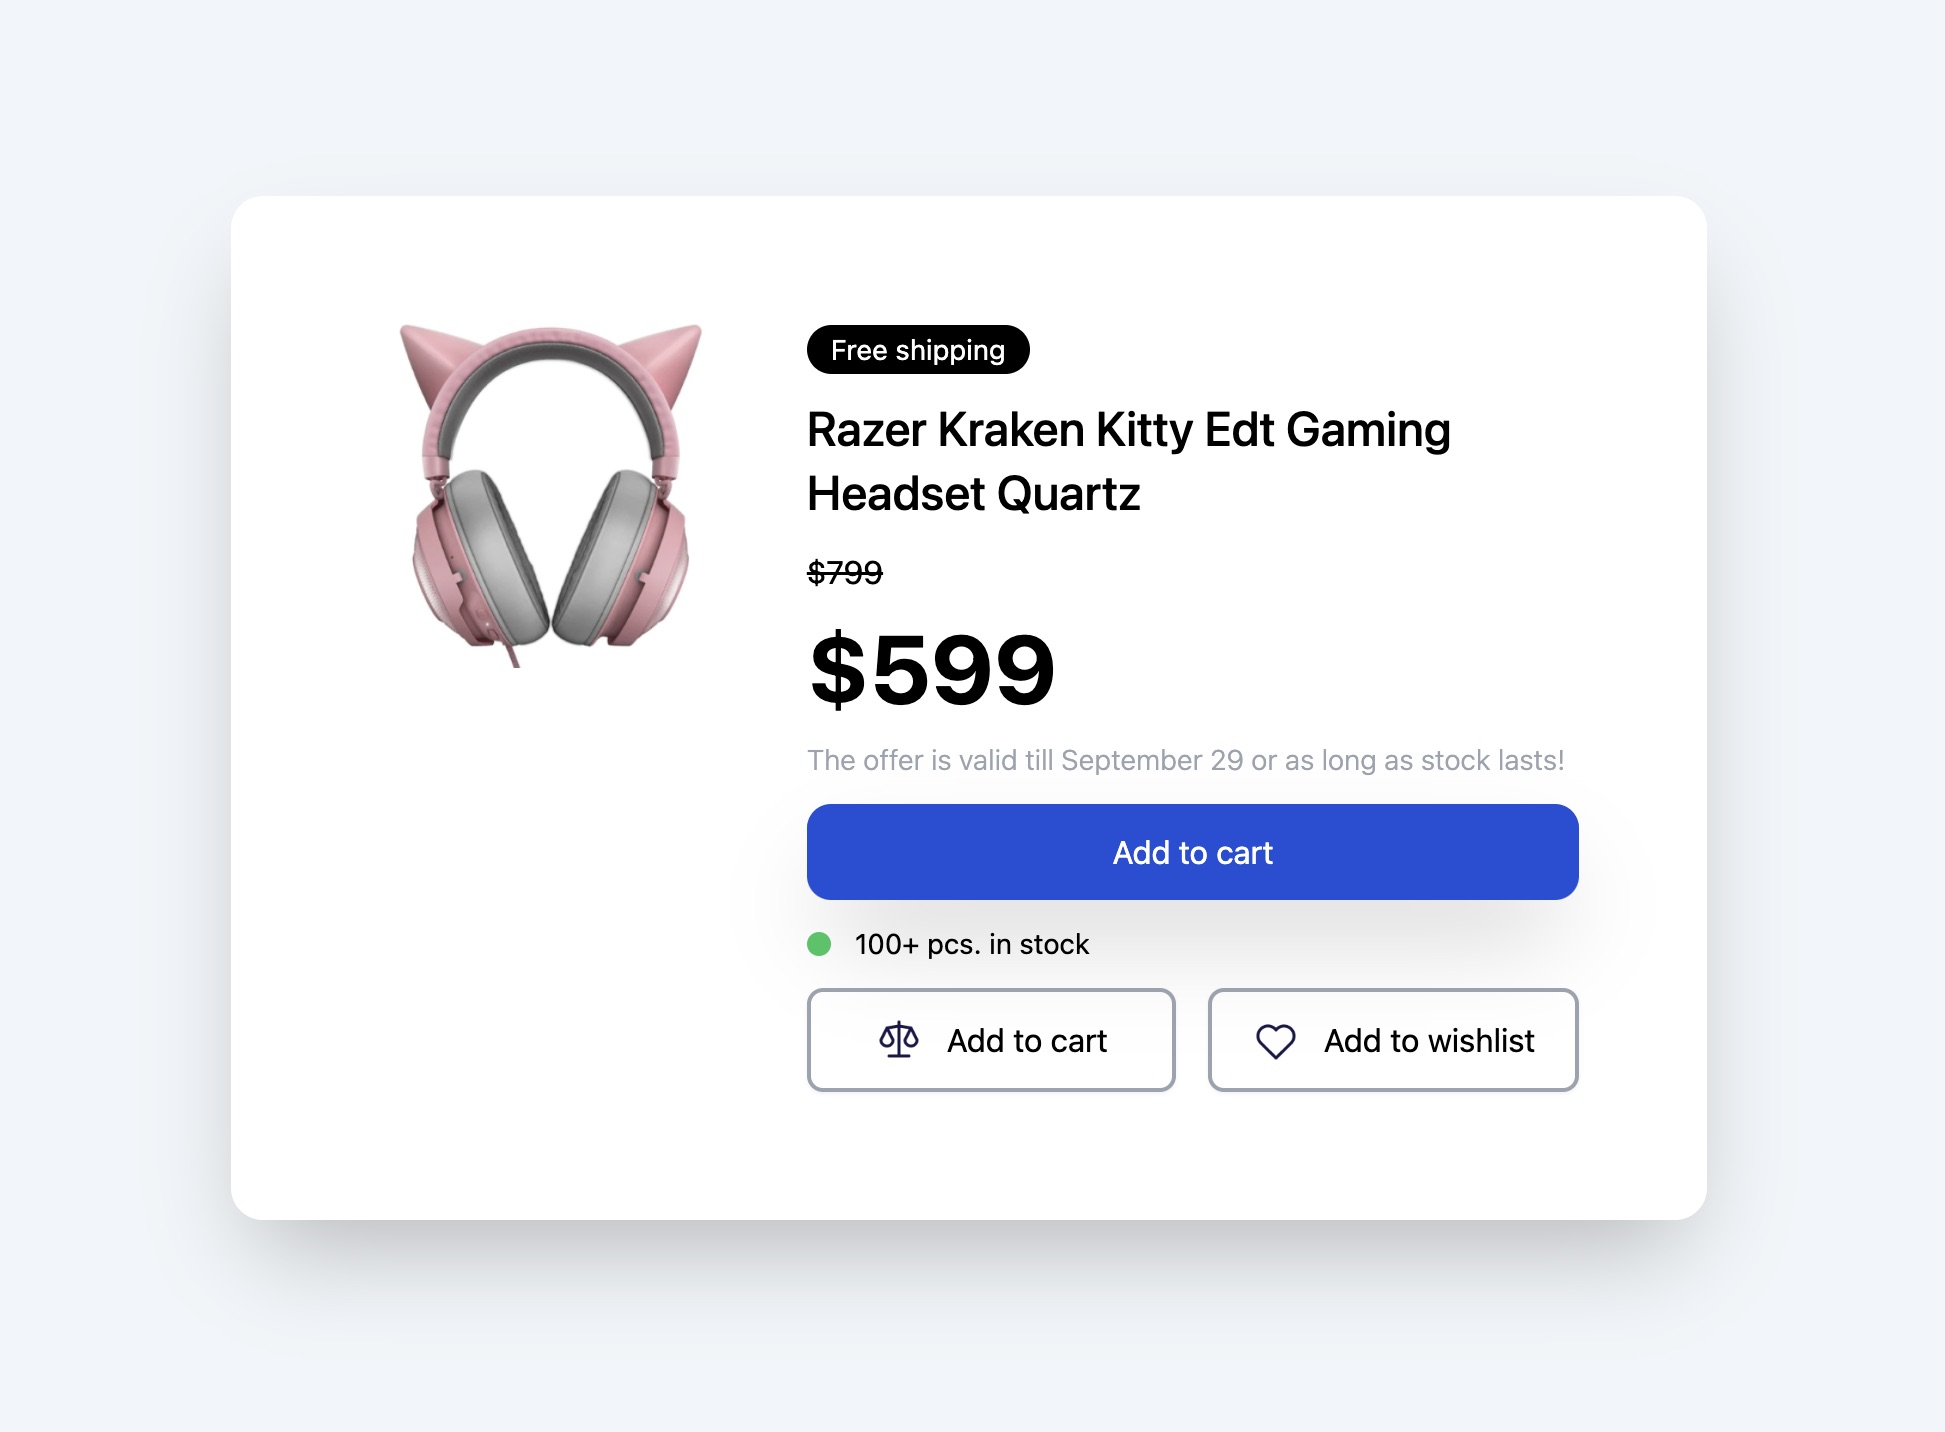 Free shipping
Razer Kraken Kitty Edt Gaming
Headset Quartz
$799
$599
The offer is valid till September 29 or as long as stock lasts!
Add to cart
100+ pcs. in stock
Add to cart
Add to wishlist